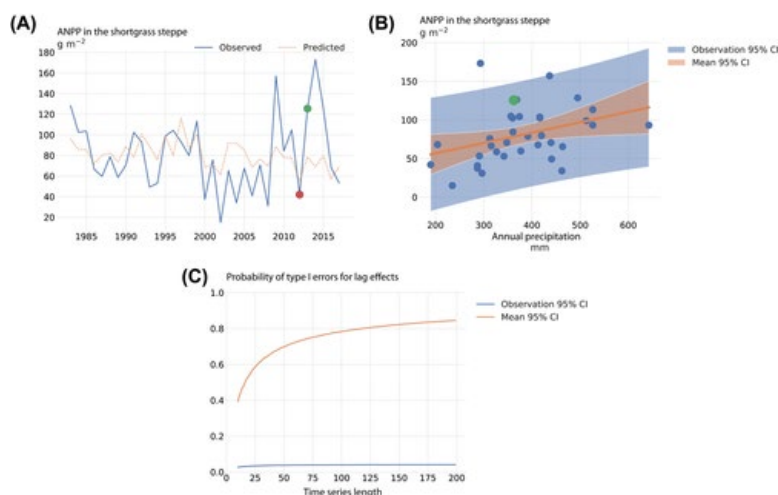 (A)
ANPP in the shortgrass steppe
g m⁻²
Observed
Predicted
180
160
140
120
100
80
60
40
20
1985 1990 1995 2000 2005 2010 2015
(B)
ANPP in the shortgrass steppe
g m⁻²
200
150
100
50
0
200 300 400 500 600
Annual precipitation
mm
Observation 95% CI
Mean 95% CI
(C)
Probability of type I errors for lag effects
1.0
0.8
0.6
0.4
0.2
0.0
0 25 50 75 100 125 150 175 200
Time series length
Observation 95% CI
Mean 95% CI